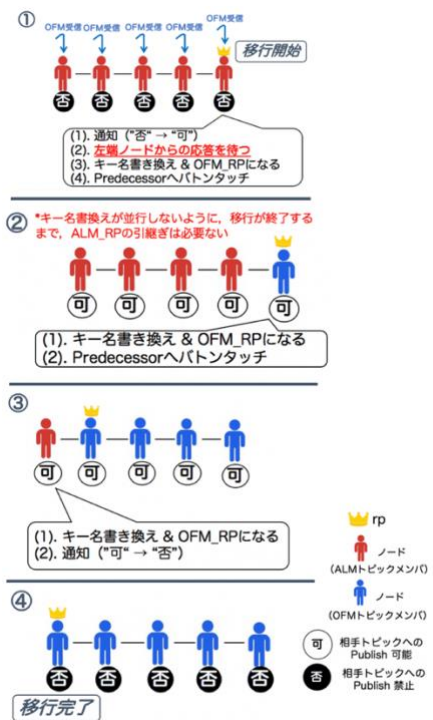 ①
OFM受信 OFM受信 OFM受信 OFM受信 OFM受信
移行開始
否 否 否 否 否
(1). 通知（"否“ → “可”）
(2). 左端ノードからの応答を待つ
(3). キー名書き換え & OFM_RPになる
(4). Predecessorへバトンタッチ
②
*キー名書換えが並行しないように，移行が終了する
まで，ALM_RPの引継ぎは必要ない
可 可 可 可 可
(1). キー名書き換え & OFM_RPになる
(2). Predecessorへバトンタッチ
③
可 可 可 可 可
(1). キー名書き換え & OFM_RPになる
(2). 通知（”可“ → “否”）
④
否 否 否 否 否
移行完了
rp
ノード
（ALMトピックメンバ）
ノード
（OFMトピックメンバ）
可 相手トピックへの
Publish 可能
否 相手トピックへの
Publish 禁止